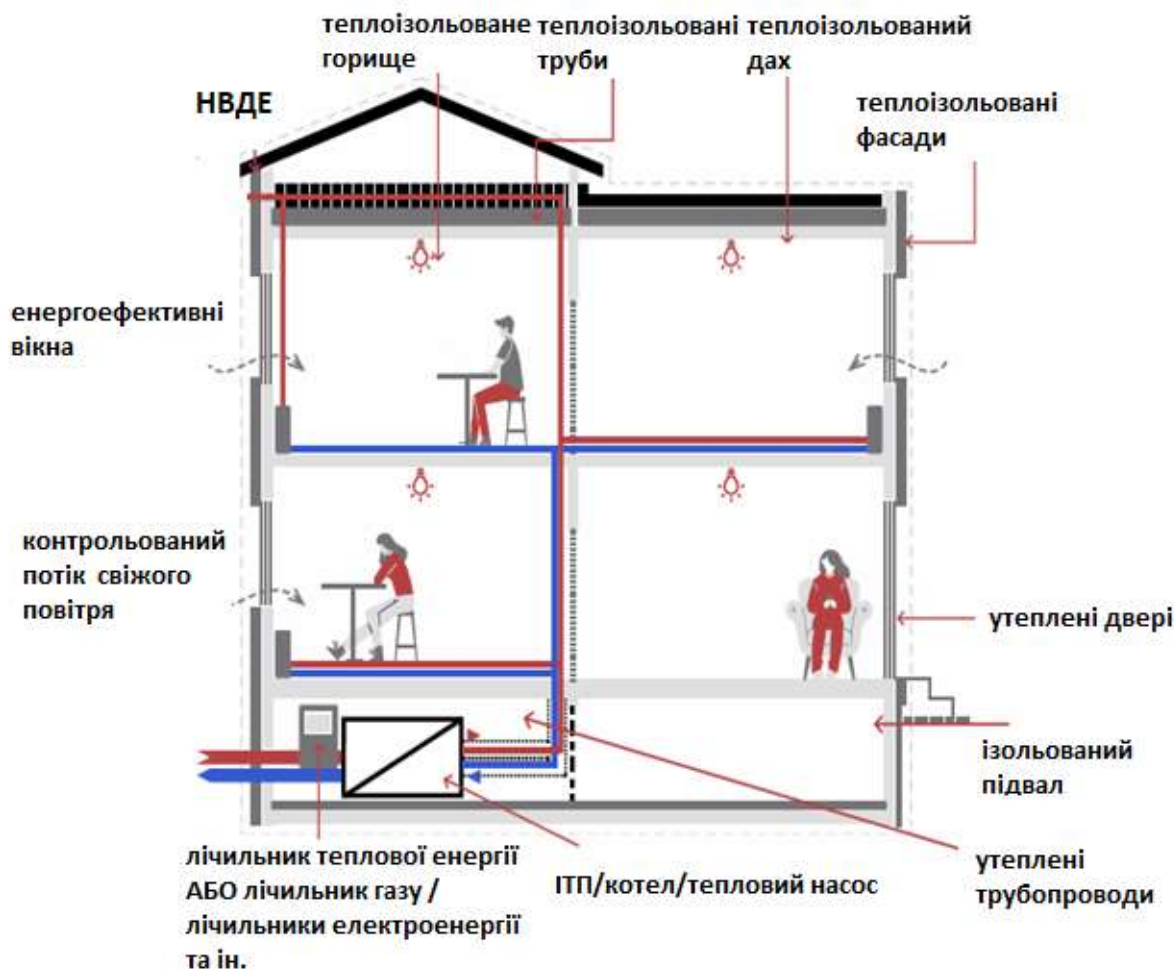 теплоізольоване
горище
теплоізольовані
труби
теплоізольований
дах
НВДЕ
теплоізольовані
фасади
енергоефективні
вікна
контрольований
потік свіжого
повітря
утеплені двері
ізольований
підвал
лічильник теплової енергії
АБО лічильник газу /
лічильники електроенергії
та ін.
ІТП/котел/тепловий насос
утеплені
трубопроводи